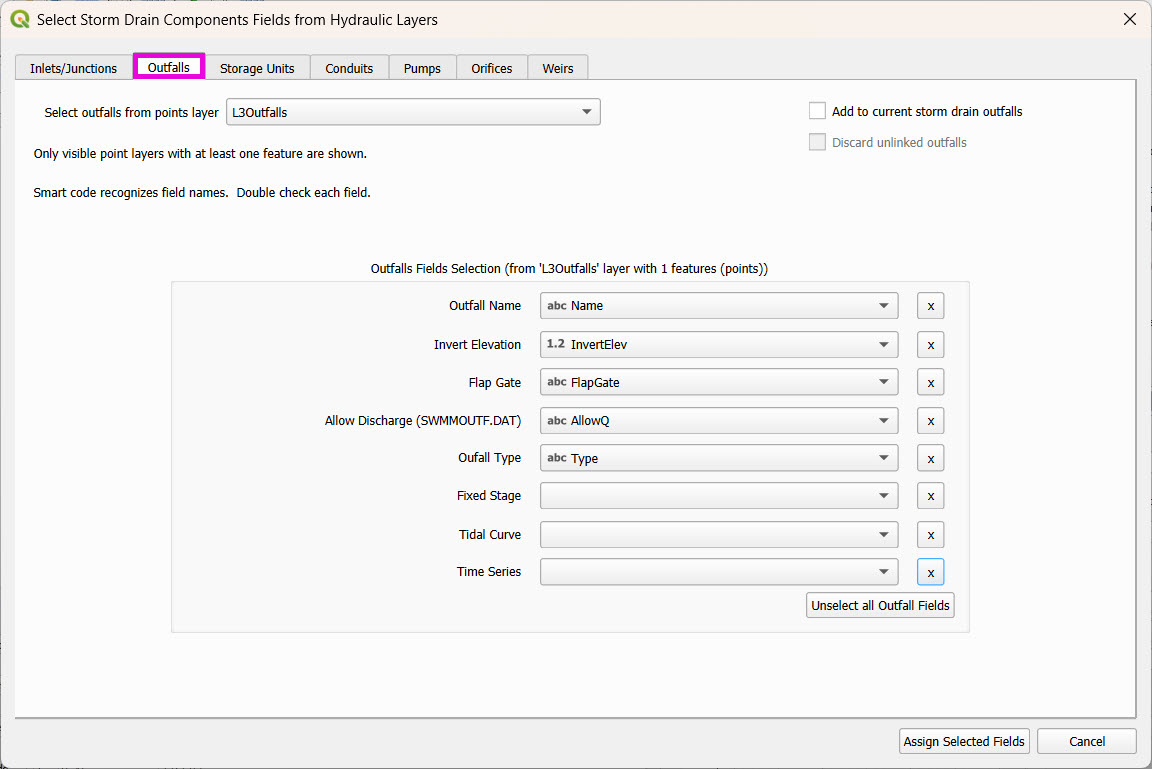 Select Storm Drain Components Fields from Hydraulic Layers
Inlets/Junctions Outfalls Storage Units Conduits Pumps Orifices Weirs
Select outfalls from points layer L3Outfalls
Add to current storm drain outfalls
Discard unlinked outfalls
Only visible point layers with at least one feature are shown.
Smart code recognizes field names. Double check each field.
Outfalls Fields Selection (from 'L3Outfalls' layer with 1 features (points))
Outfall Name abc Name x
Invert Elevation 1.2 InvertElev x
Flap Gate abc FlapGate x
Allow Discharge (SWMMOUTF.DAT) abc AllowQ x
Oufall Type abc Type x
Fixed Stage x
Tidal Curve x
Time Series x
Unselect all Outfall Fields
Assign Selected Fields Cancel